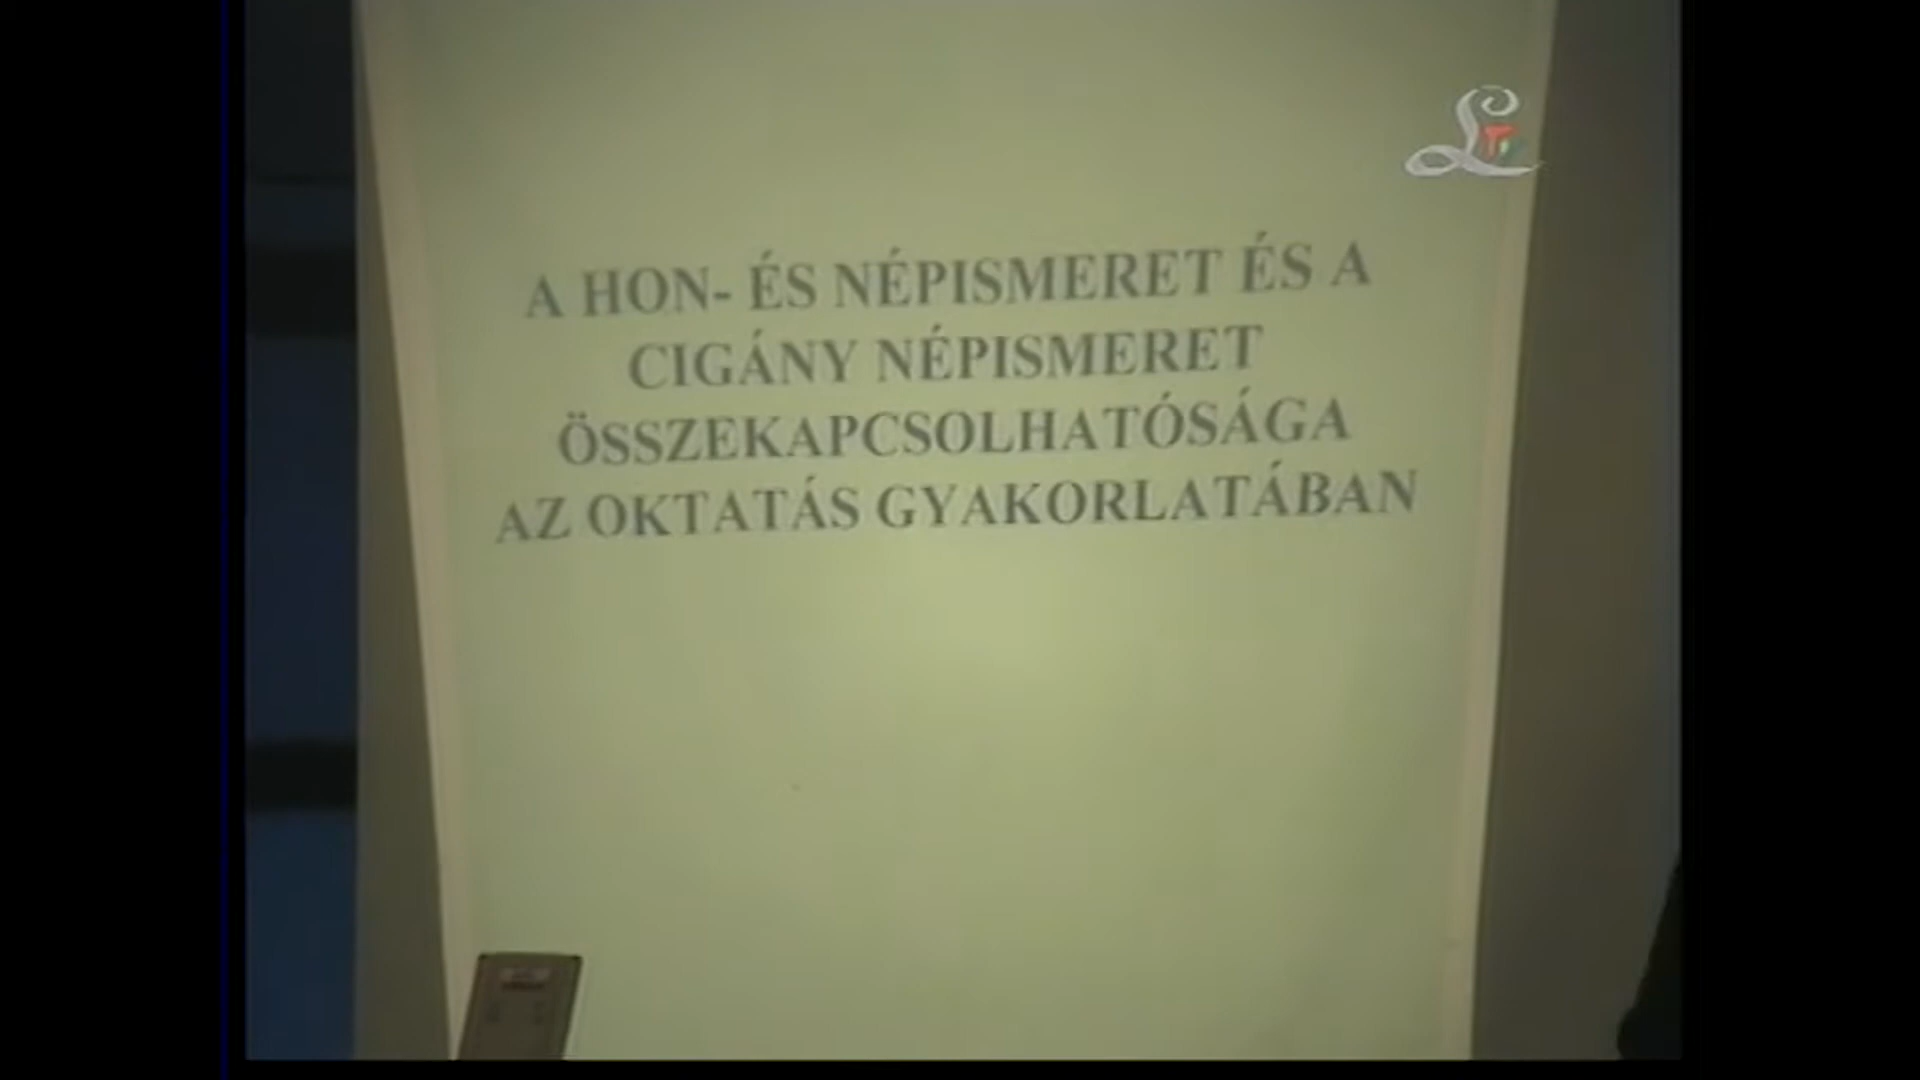 A HON- ÉS NÉPISMERET ÉS A
CIGÁNY NÉPISMERET
ÖSSZEKAPCSOLHATÓSÁGA
AZ OKTATÁS GYAKORLATÁBAN